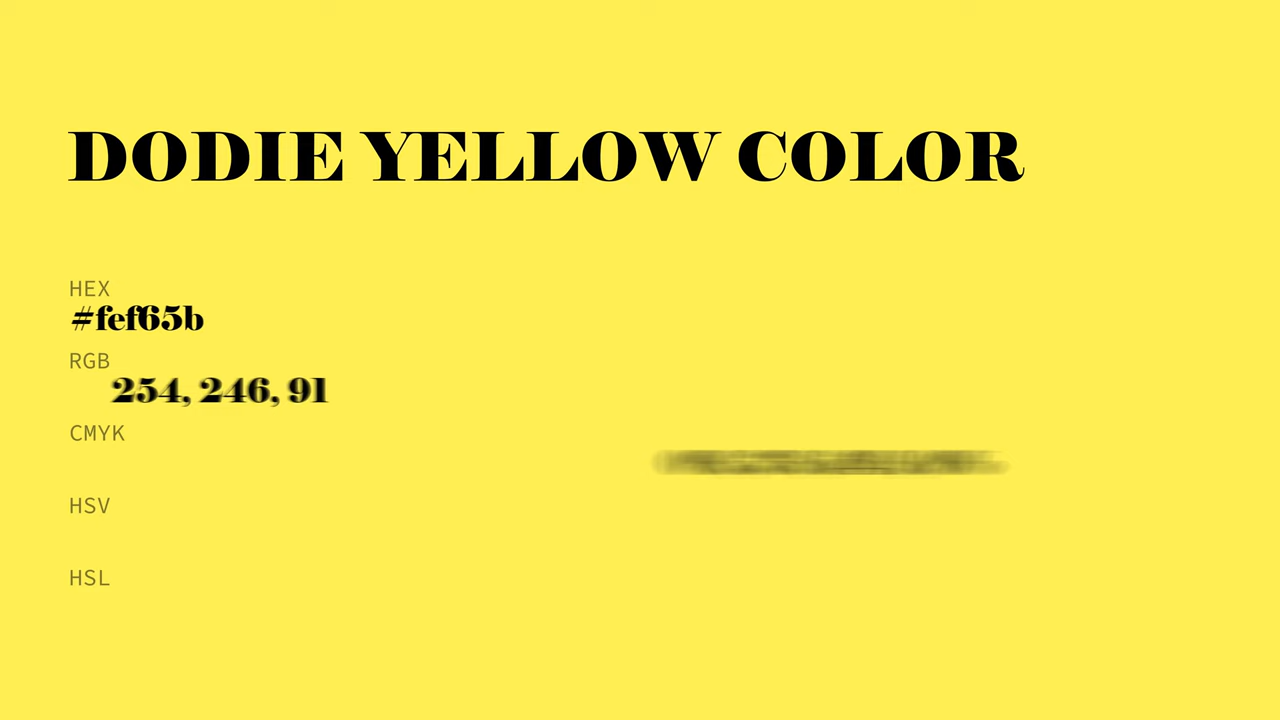 DODIE YELLOW COLOR
HEX
#fef65b
RGB
254, 246, 91
CMYK
HSV
HSL